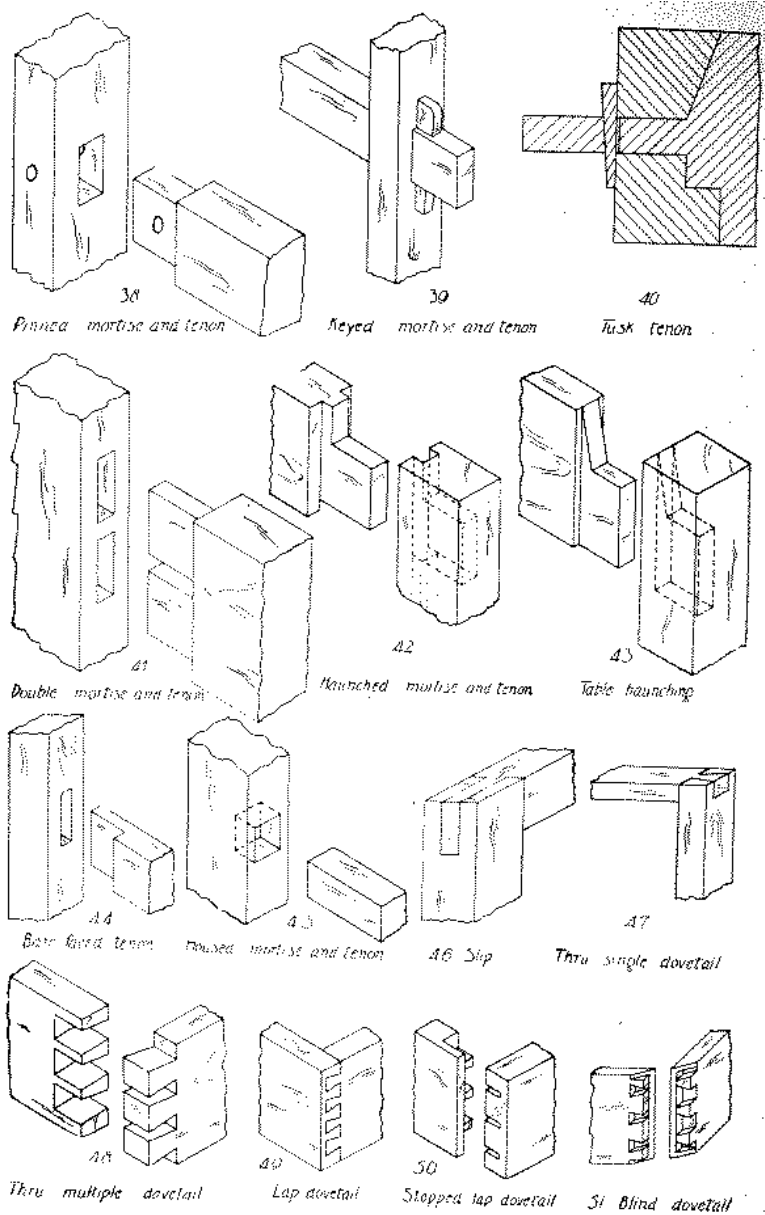 38
Pinned mortise and tenon
39
Keyed mortise and tenon
40
Tusk tenon
41
Double mortise and tenon
42
Haunched mortise and tenon
43
Table haunching
44
Bare faced tenon
45
Housed mortise and tenon
46 Slip
47
Thru single dovetail
48
Thru multiple dovetail
49
Lap dovetail
50
Stopped lap dovetail
51 Blind dovetail